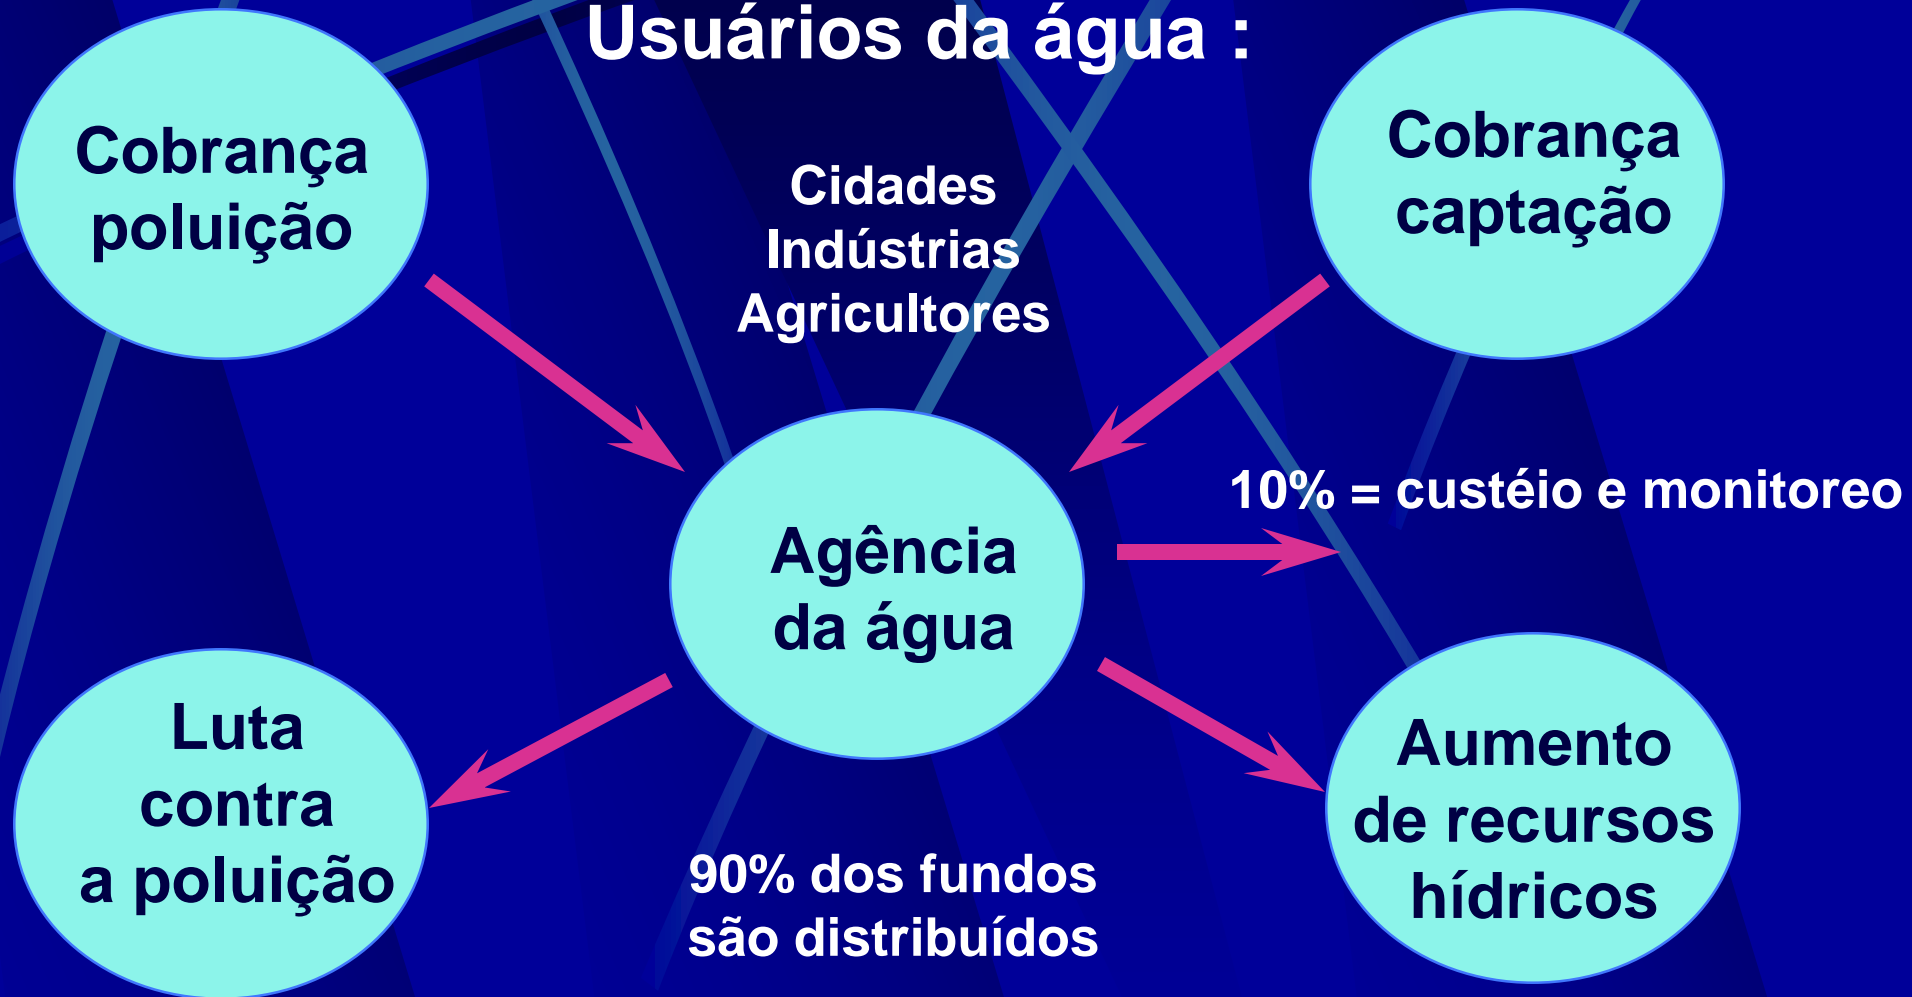 Usuários da água :
Cobrança
poluição
Cidades
Indústrias
Agricultores
Cobrança
captação
10% = custéio e monitoreo
Agência
da água
Luta
contra
a poluição
90% dos fundos
são distribuídos
Aumento
de recursos
hídricos